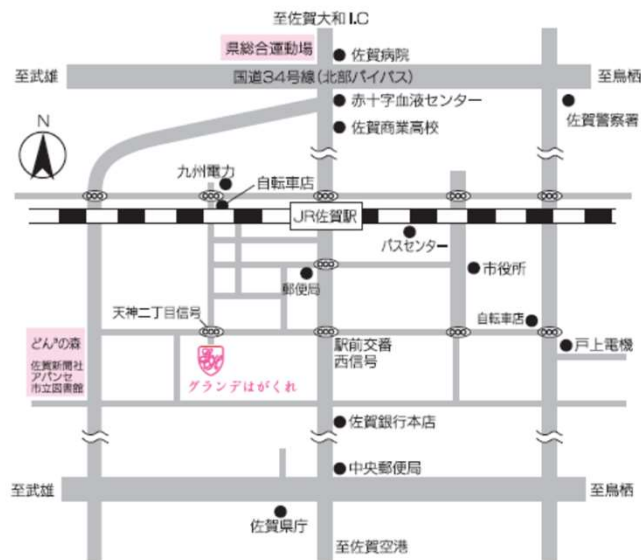 至佐賀大和I.C
県総合運動場
佐賀病院
至武雄
国道34号線(北部バイパス)
至鳥栖
赤十字血液センター
佐賀警察署
佐賀商業高校
N
九州電力
自転車店
JR佐賀駅
バスセンター
市役所
郵便局
天神二丁目信号
自転車店
どん3の森
佐賀新聞社
アバンセ
市立図書館
駅前交番
西信号
戸上電機
グランデはがくれ
佐賀銀行本店
中央郵便局
至武雄
至鳥栖
佐賀県庁
至佐賀空港